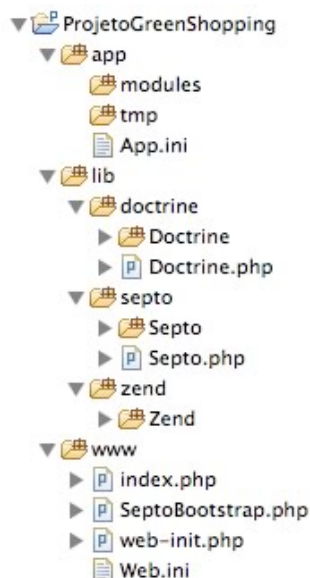 ProjetoGreenShopping
app
modules
tmp
App.ini
lib
doctrine
Doctrine
Doctrine.php
septo
Septo
Septo.php
zend
Zend
www
index.php
SeptoBootstrap.php
web-init.php
Web.ini